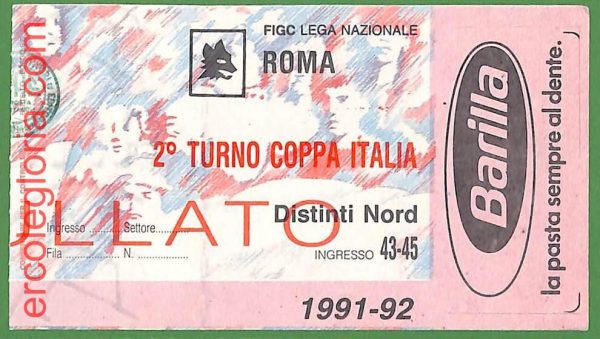 FIGC LEGA NAZIONALE
ROMA
2° TURNO COPPA ITALIA
LLATO
Distinti Nord
Ingresso ........ Settore ........
Fila ........ N. ........
INGRESSO 43-45
1991-92
Barilla
la pasta sempre al dente.
ercolegloria.com